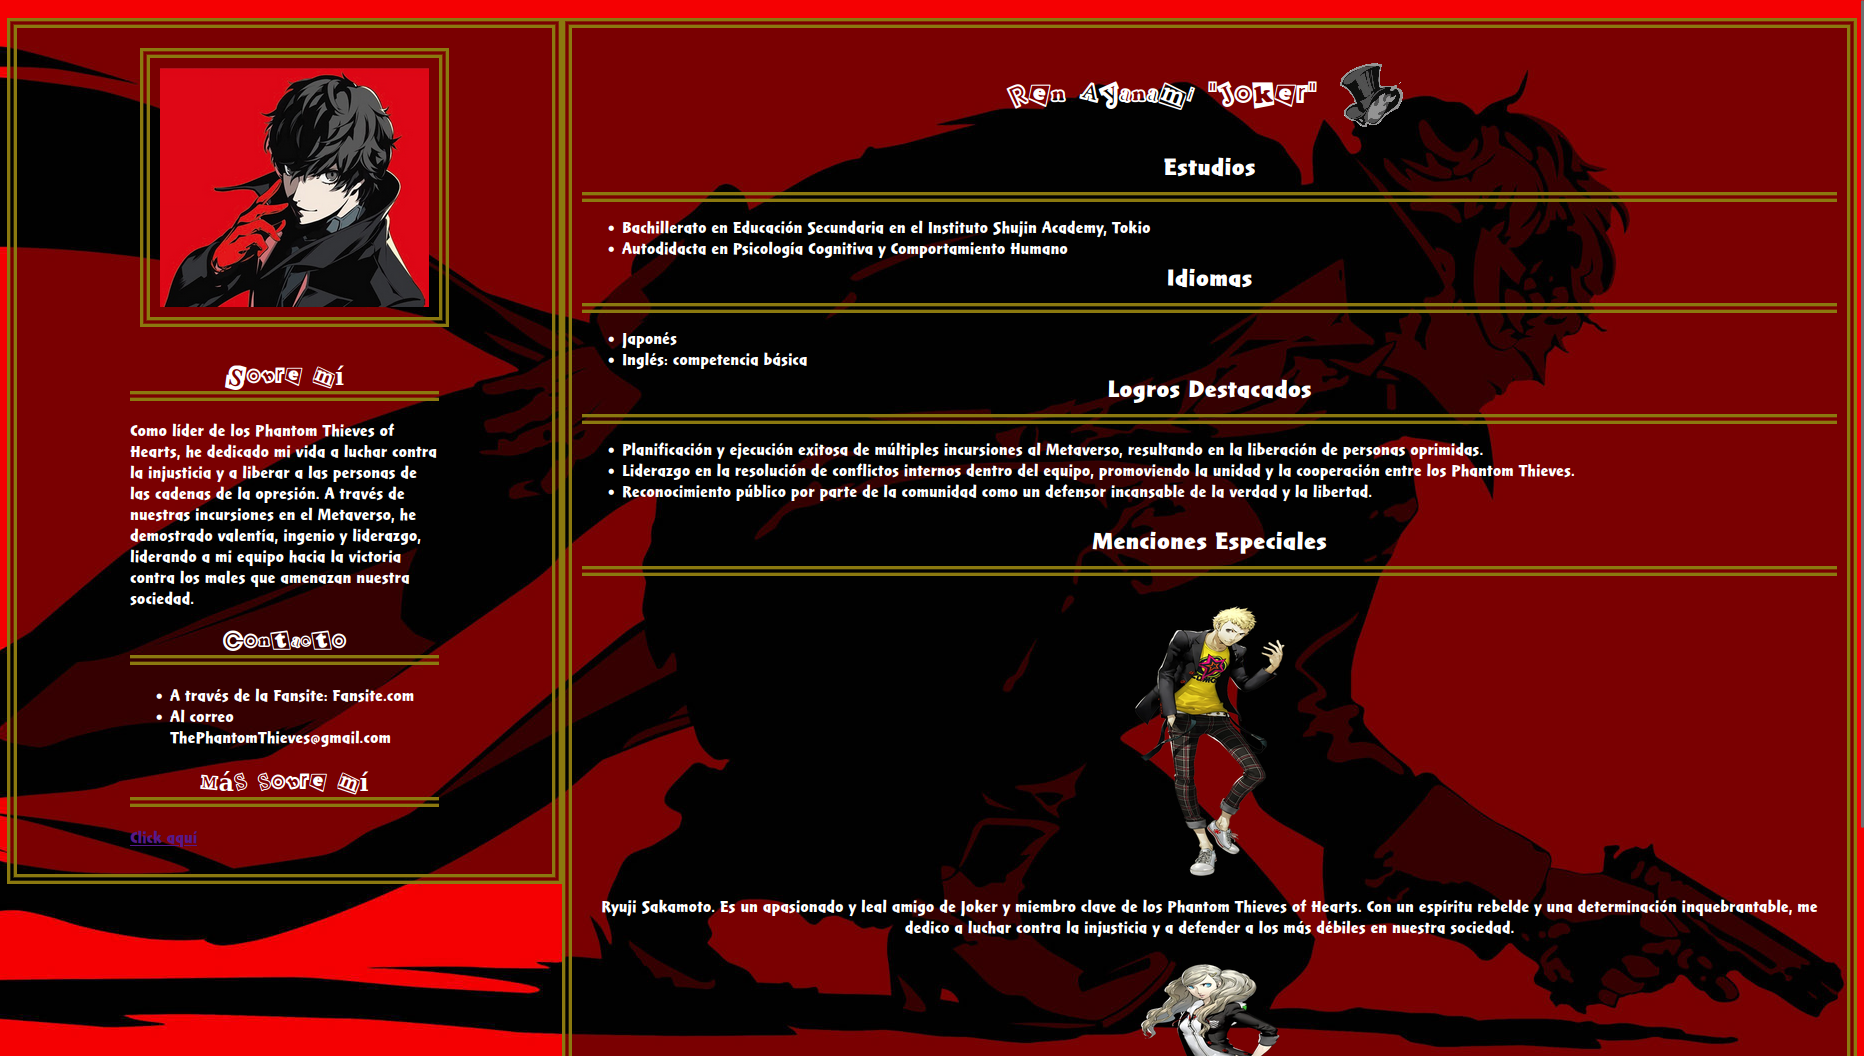 Sobre mí
Como líder de los Phantom Thieves of
Hearts, he dedicado mi vida a luchar contra
la injusticia y a liberar a las personas de
las cadenas de la opresión. A través de
nuestras incursiones en el Metaverso, he
demostrado valentía, ingenio y liderazgo,
liderando a mi equipo hacia la victoria
contra los males que amenazan nuestra
sociedad.
Contacto
• A través de la Fansite: Fansite.com
• Al correo
ThePhantomThieves@gmail.com
Más sobre mí
Click aquí
Ren Ayanami "Joker"
Estudios
• Bachillerato en Educación Secundaria en el Instituto Shujin Academy, Tokio
• Autodidacta en Psicología Cognitiva y Comportamiento Humano
Idiomas
• Japonés
• Inglés: competencia básica
Logros Destacados
• Planificación y ejecución exitosa de múltiples incursiones al Metaverso, resultando en la liberación de personas oprimidas.
• Liderazgo en la resolución de conflictos internos dentro del equipo, promoviendo la unidad y la cooperación entre los Phantom Thieves.
• Reconocimiento público por parte de la comunidad como un defensor incansable de la verdad y la libertad.
Menciones Especiales
Ryuji Sakamoto. Es un apasionado y leal amigo de Joker y miembro clave de los Phantom Thieves of Hearts. Con un espíritu rebelde y una determinación inquebrantable, me
dedico a luchar contra la injusticia y a defender a los más débiles en nuestra sociedad.